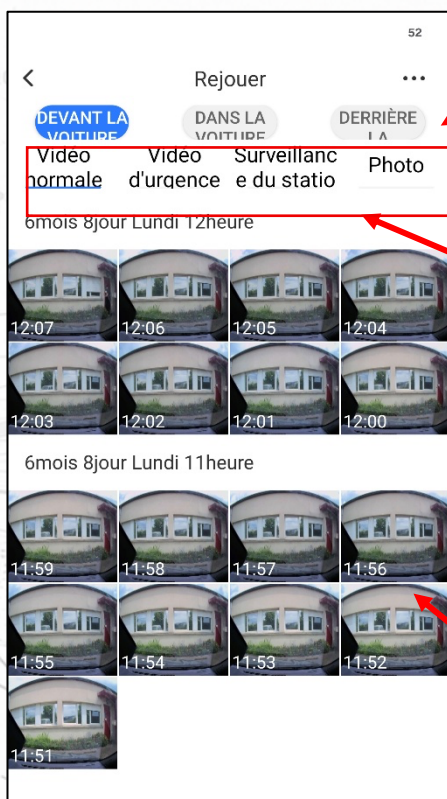 52
Rejouer
DEVANT LA DANS LA DERRIÈRE
VOITURE VOITURE LA
Vidéo Vidéo Surveillanc Photo
normale d'urgence e du statio
6mois 8jour Lundi 12heure
12:07 12:06 12:05 12:04
12:03 12:02 12:01 12:00
6mois 8jour Lundi 11heure
11:59 11:58 11:57 11:56
11:55 11:54 11:53 11:52
11:51